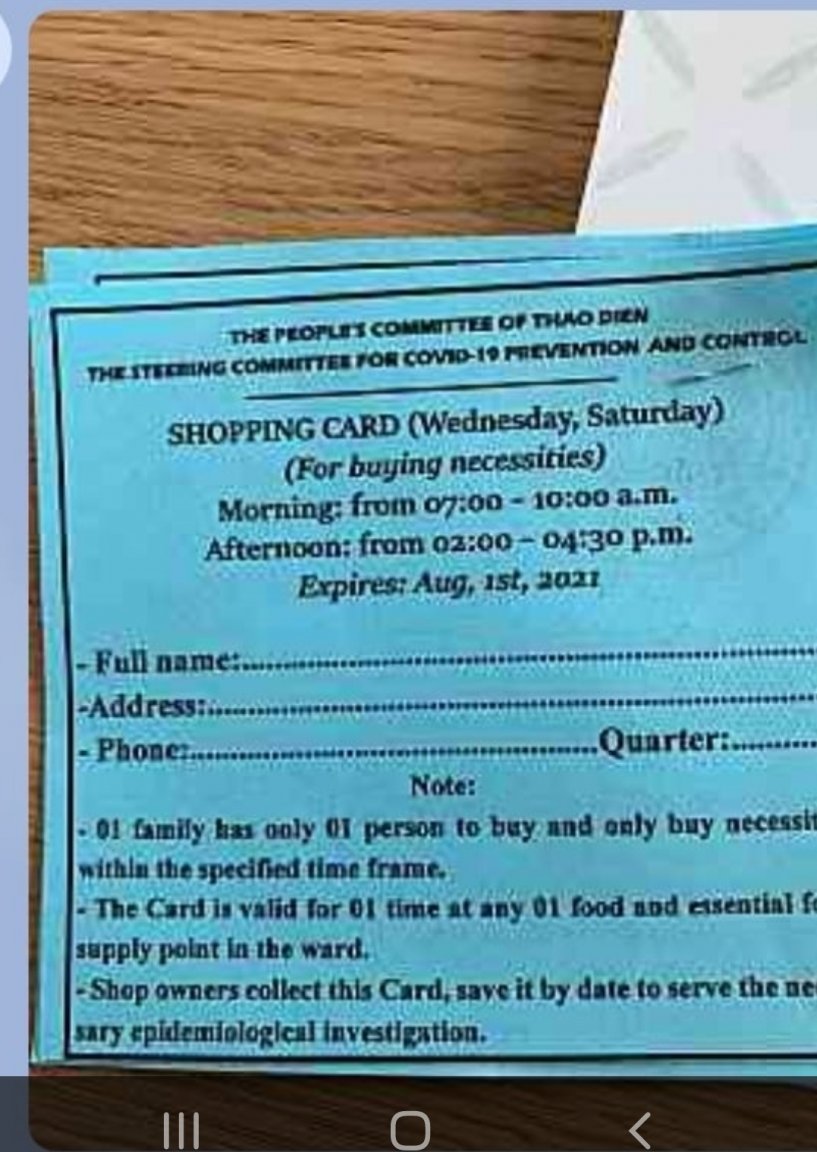 THE PEOPLE'S COMMITTEE OF THAO DIEN
THE STEERING COMMITTEE FOR COVID-19 PREVENTION AND CONTROL
SHOPPING CARD (Wednesday, Saturday)
(For buying necessities)
Morning: from 07:00 - 10:00 a.m.
Afternoon: from 02:00 - 04:30 p.m.
Expires: Aug, 1st, 2021
- Full name:
-Address:
- Phone: Quarter:
Note:
- 01 family has only 01 person to buy and only buy necessit
within the specified time frame.
- The Card is valid for 01 time at any 01 food and essential fo
supply point in the ward.
-Shop owners collect this Card, save it by date to serve the ne
sary epidemiological investigation.